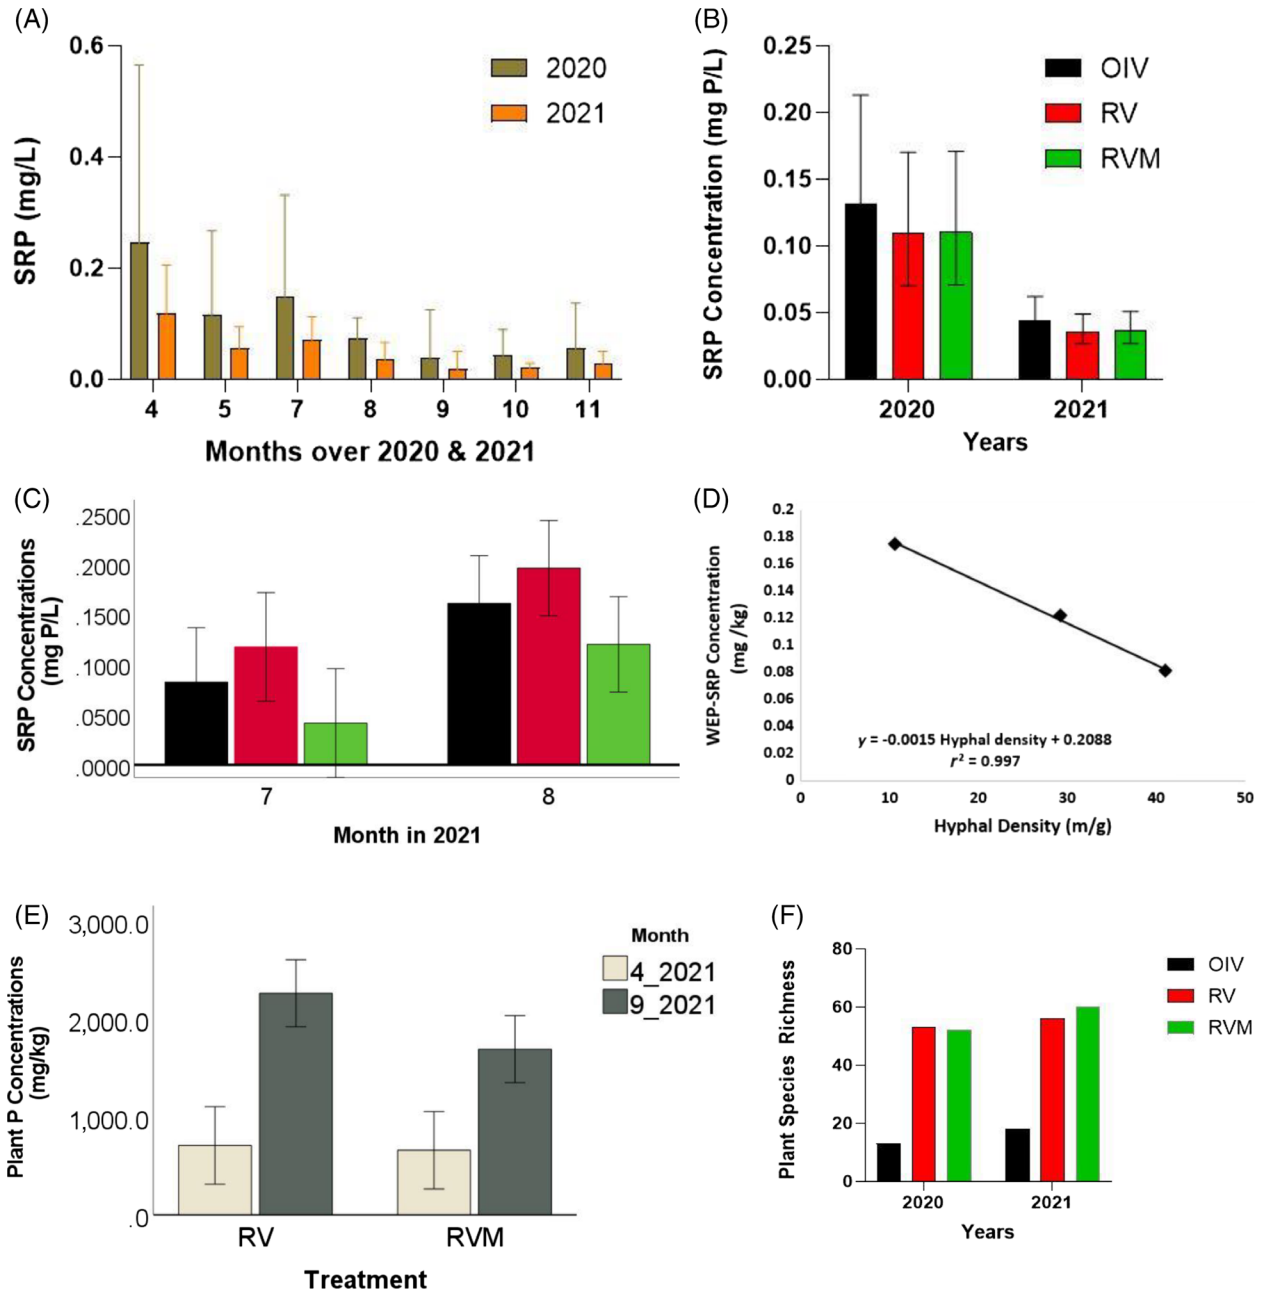 (A)
SRP (mg/L)
0.6
0.4
0.2
0.0
2020
2021
4 5 7 8 9 10 11
Months over 2020 & 2021
(B)
SRP Concentration (mg P/L)
0.25
0.20
0.15
0.10
0.05
0.00
OIV
RV
RVM
2020 2021
Years
(C)
SRP Concentrations
(mg P/L)
.2500
.2000
.1500
.1000
.0500
.0000
7 8
Month in 2021
(D)
WEP-SRP Concentration
(mg /kg)
0.2
0.18
0.16
0.14
0.12
0.1
0.08
0.06
0.04
0.02
0
y = -0.0015 Hyphal density + 0.2088
r² = 0.997
0 10 20 30 40 50
Hyphal Density (m/g)
(E)
Plant P Concentrations
(mg/kg)
3,000.0
2,000.0
1,000.0
.0
Month
4_2021
9_2021
RV RVM
Treatment
(F)
Plant Species Richness
80
60
40
20
0
OIV
RV
RVM
2020 2021
Years